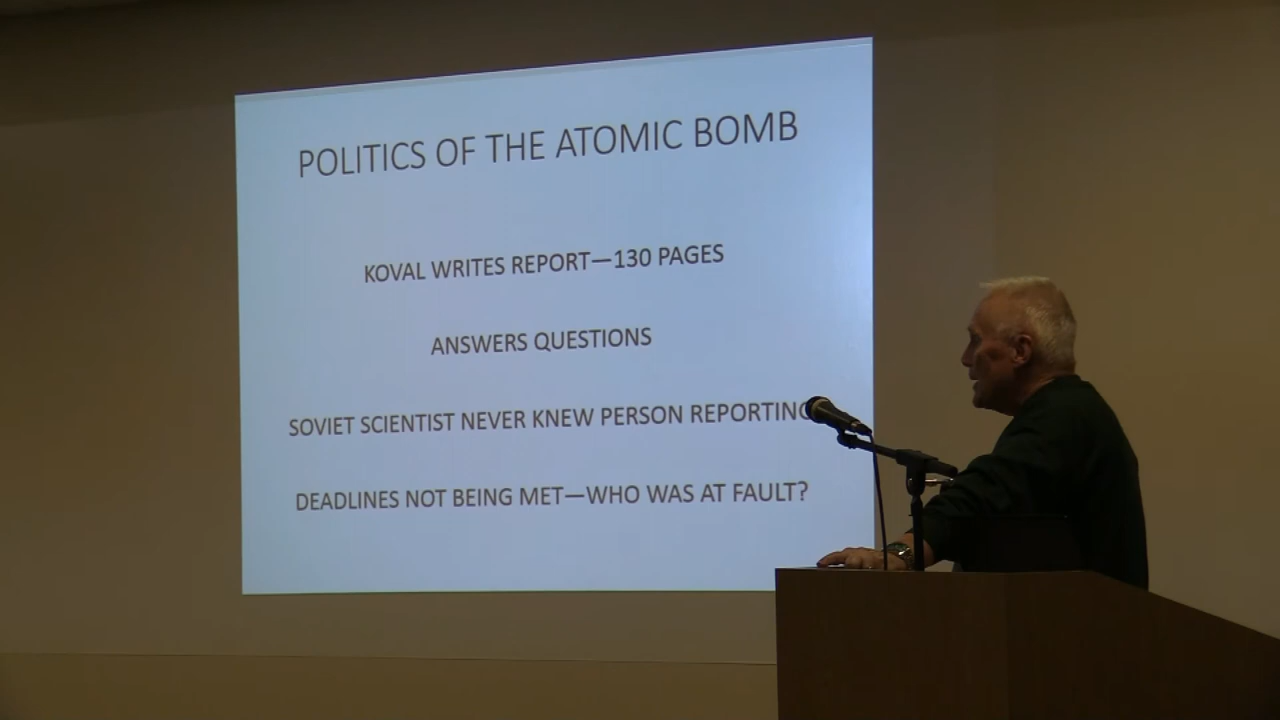 POLITICS OF THE ATOMIC BOMB
KOVAL WRITES REPORT—130 PAGES
ANSWERS QUESTIONS
SOVIET SCIENTIST NEVER KNEW PERSON REPORTING
DEADLINES NOT BEING MET—WHO WAS AT FAULT?